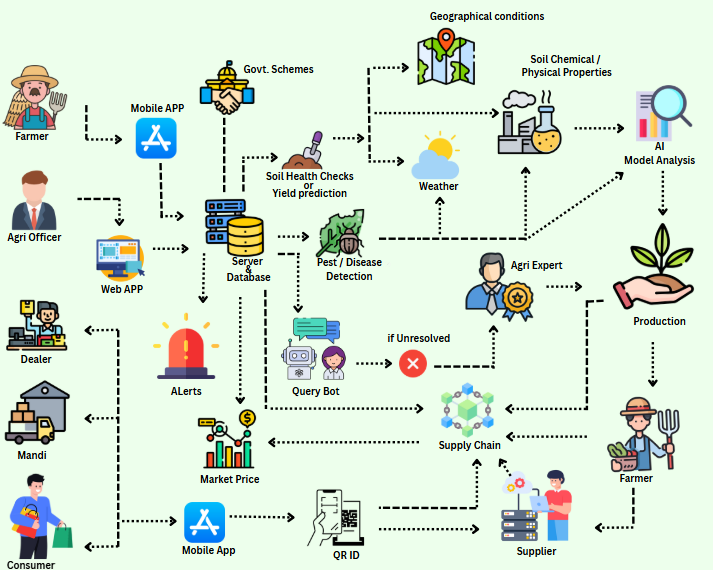 Geographical conditions
Govt. Schemes
Soil Chemical /
Physical Properties
Mobile APP
Farmer
AI
Model Analysis
Soil Health Checks
or
Yield prediction
Weather
Agri Officer
Server
&
Database
Pest / Disease
Detection
Agri Expert
Web APP
Production
if Unresolved
Dealer
ALerts
Query Bot
Supply Chain
Mandi
Market Price
$
Farmer
Mobile App
QR ID
Supplier
Consumer